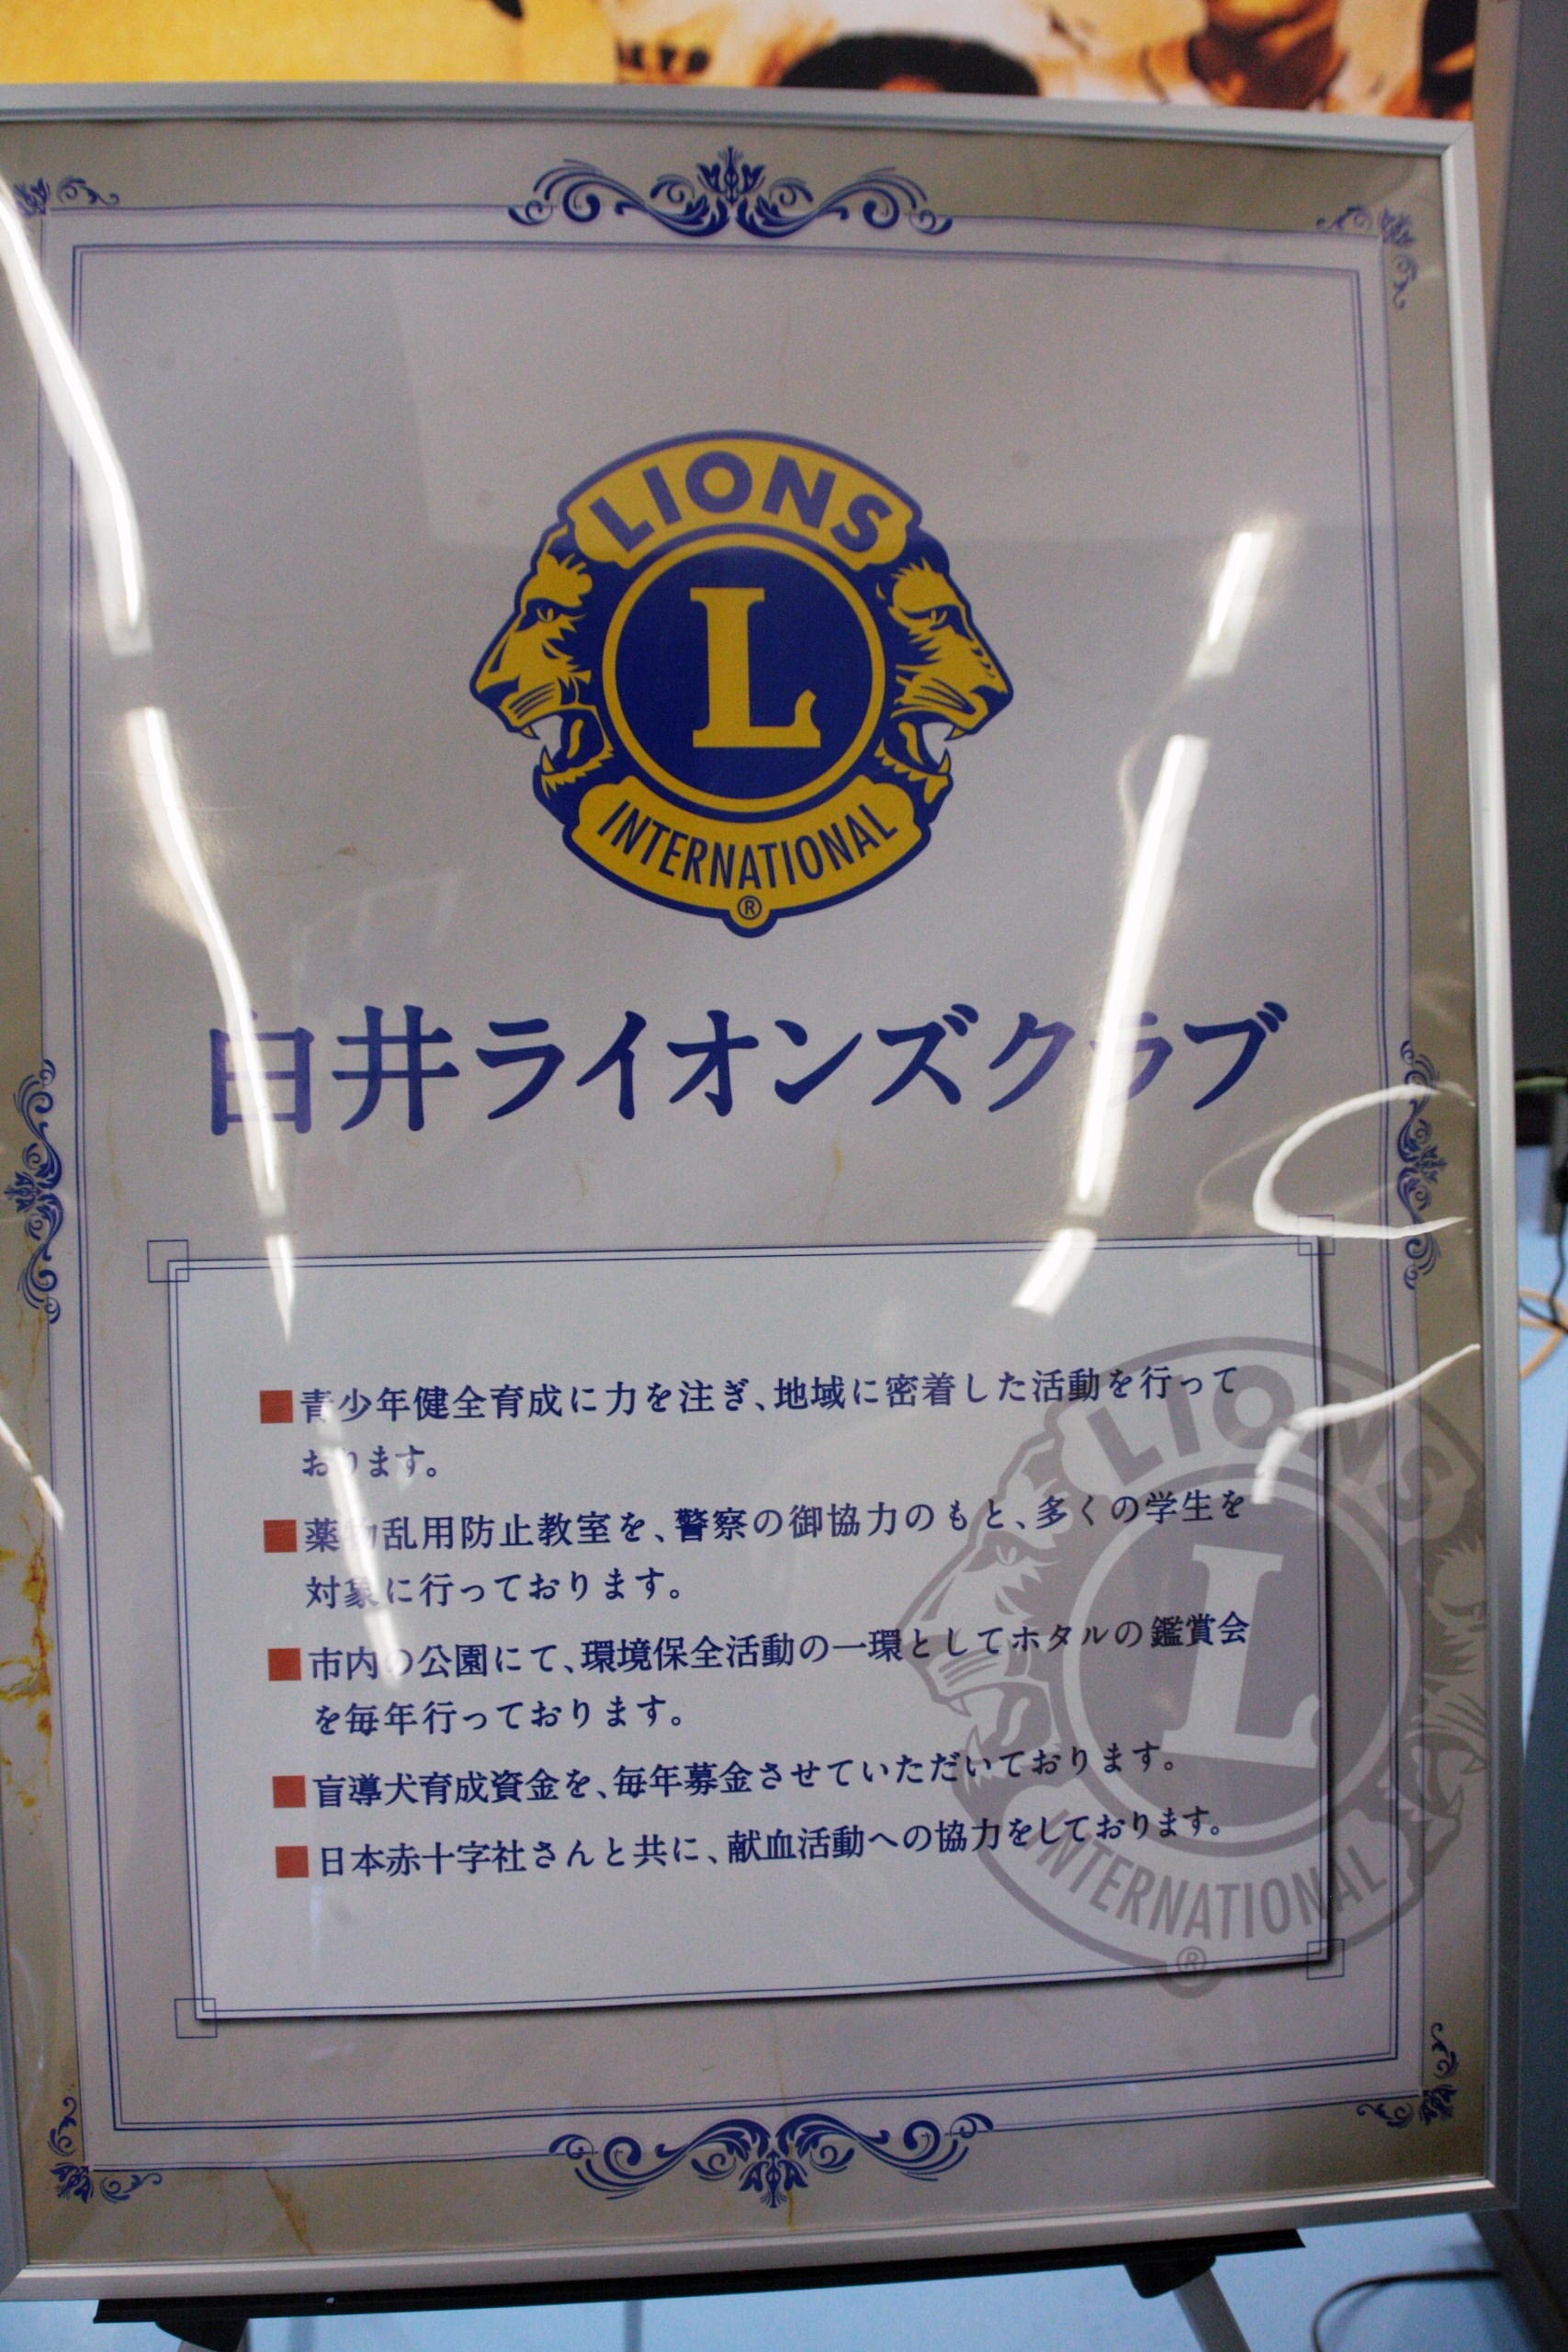 LIONS
L
INTERNATIONAL
®
白井ライオンズクラブ
■青少年健全育成に力を注ぎ、地域に密着した活動を行って
おります。
■薬物乱用防止教室を、警察の御協力のもと、多くの学生を
対象に行っております。
■市内の公園にて、環境保全活動の一環としてホタルの鑑賞会
を毎年行っております。
■盲導犬育成資金を、毎年募金させていただいております。
■日本赤十字社さんと共に、献血活動への協力をしております。
LIONS
L
INTERNATIONAL
®